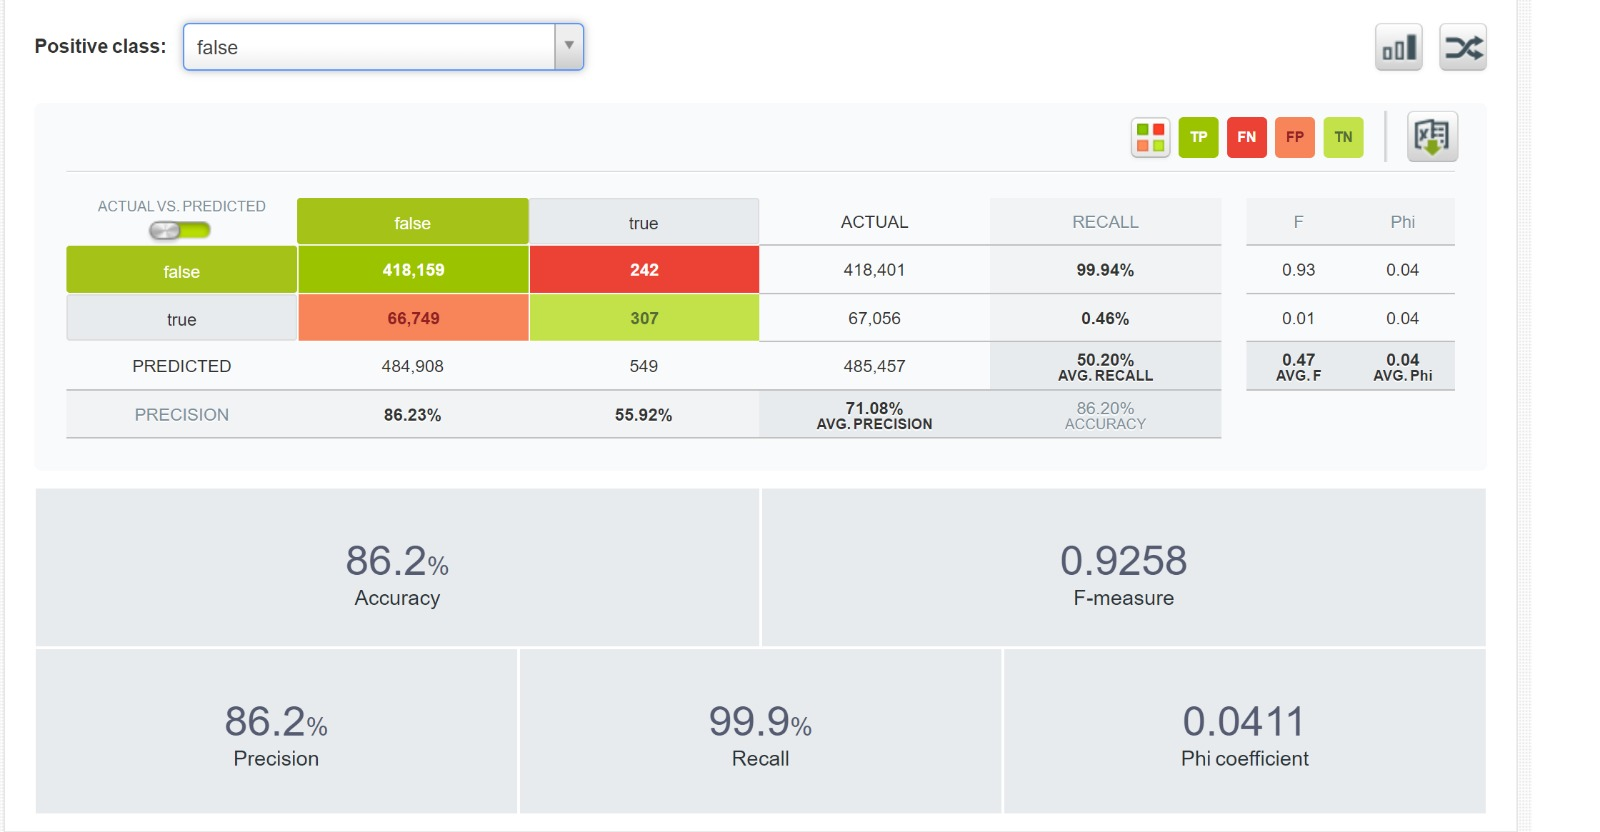 Positive class: false
TP FN FP TN
ACTUAL VS. PREDICTED false true ACTUAL RECALL F Phi
false 418,159 242 418,401 99.94% 0.93 0.04
true 66,749 307 67,056 0.46% 0.01 0.04
PREDICTED 484,908 549 485,457 50.20% 0.47 0.04
AVG. RECALL AVG. F AVG. Phi
PRECISION 86.23% 55.92% 71.08% 86.20%
AVG. PRECISION ACCURACY
86.2% 0.9258
Accuracy F-measure
86.2% 99.9% 0.0411
Precision Recall Phi coefficient